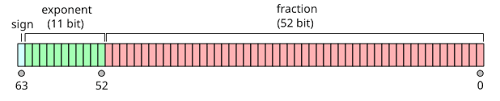 sign
exponent
(11 bit)
fraction
(52 bit)
63
52
0